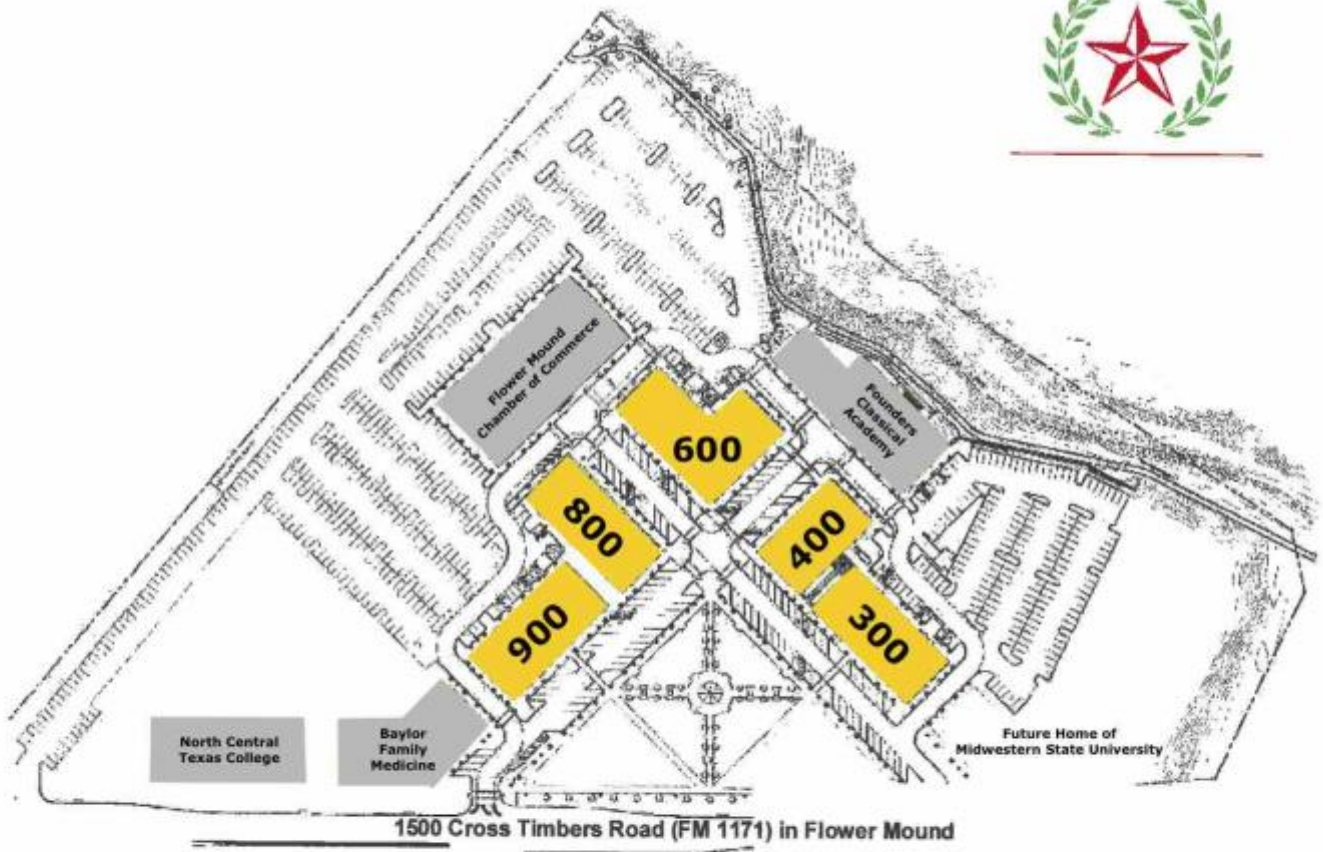 Flower Mound
Chamber of Commerce
Founders
Classical
Academy
600
800
400
900
300
North Central
Texas College
Baylor
Family
Medicine
Future Home of
Midwestern State University
1500 Cross Timbers Road (FM 1171) in Flower Mound